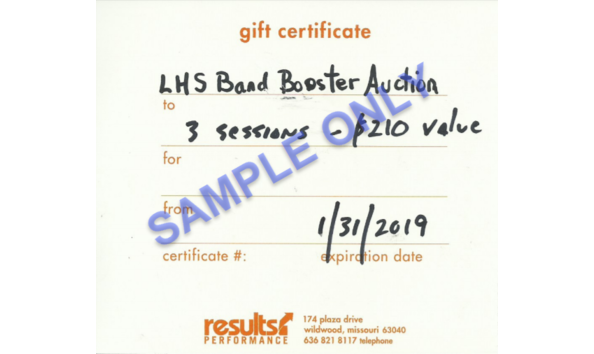 gift certificate
LHS Band Booster Auction
to
3 sessions - $210 value
for
SAMPLE ONLY
from
1/31/2019
certificate #: expiration date
results
PERFORMANCE
174 plaza drive
wildwood, missouri 63040
636 821 8117 telephone